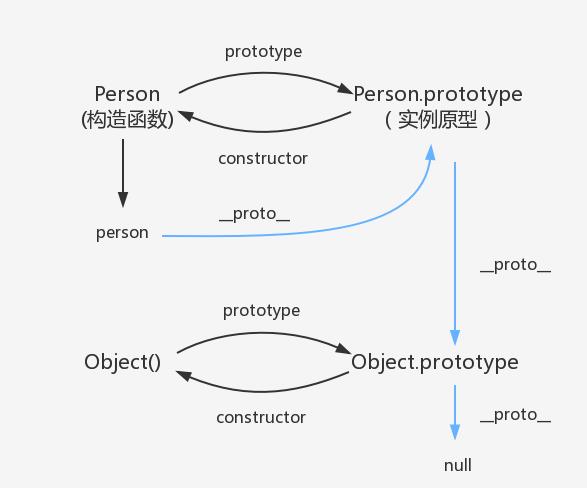 prototype
Person
Person.prototype
(构造函数)
( 实例原型 )
constructor
__proto__
person
__proto__
prototype
Object()
Object.prototype
constructor
__proto__
null